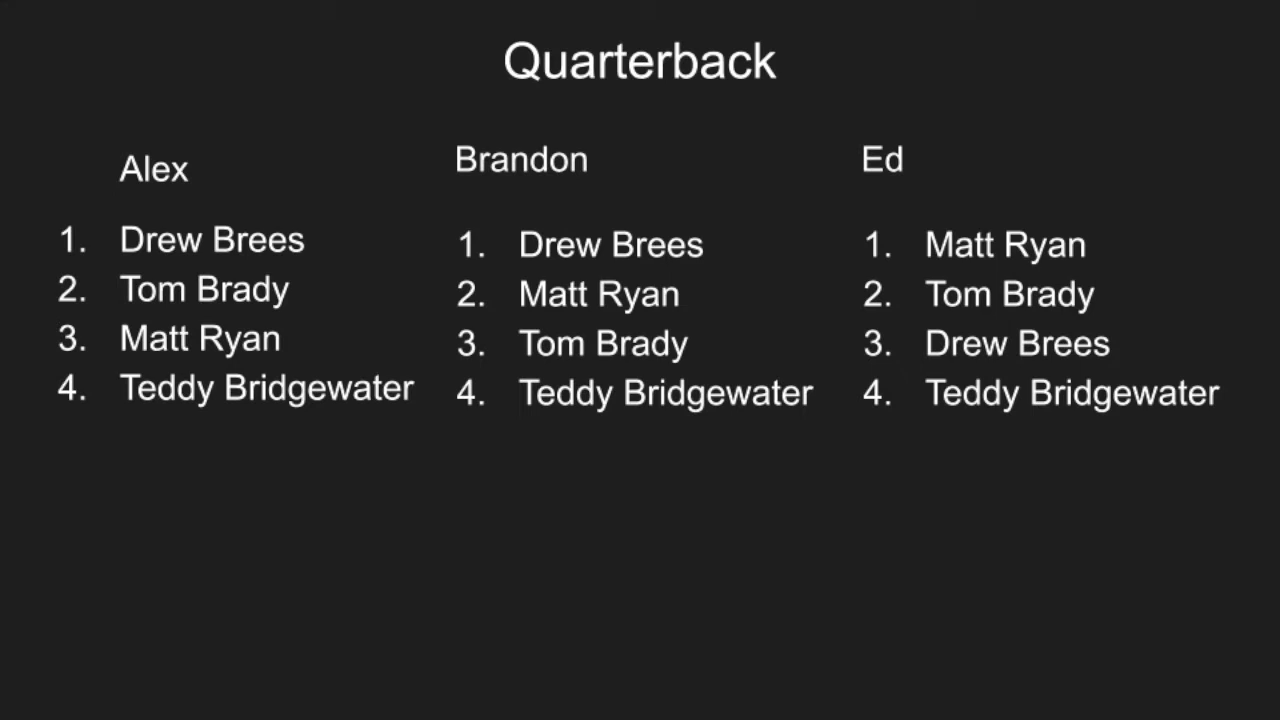 Quarterback
Alex
1. Drew Brees
2. Tom Brady
3. Matt Ryan
4. Teddy Bridgewater
Brandon
1. Drew Brees
2. Matt Ryan
3. Tom Brady
4. Teddy Bridgewater
Ed
1. Matt Ryan
2. Tom Brady
3. Drew Brees
4. Teddy Bridgewater